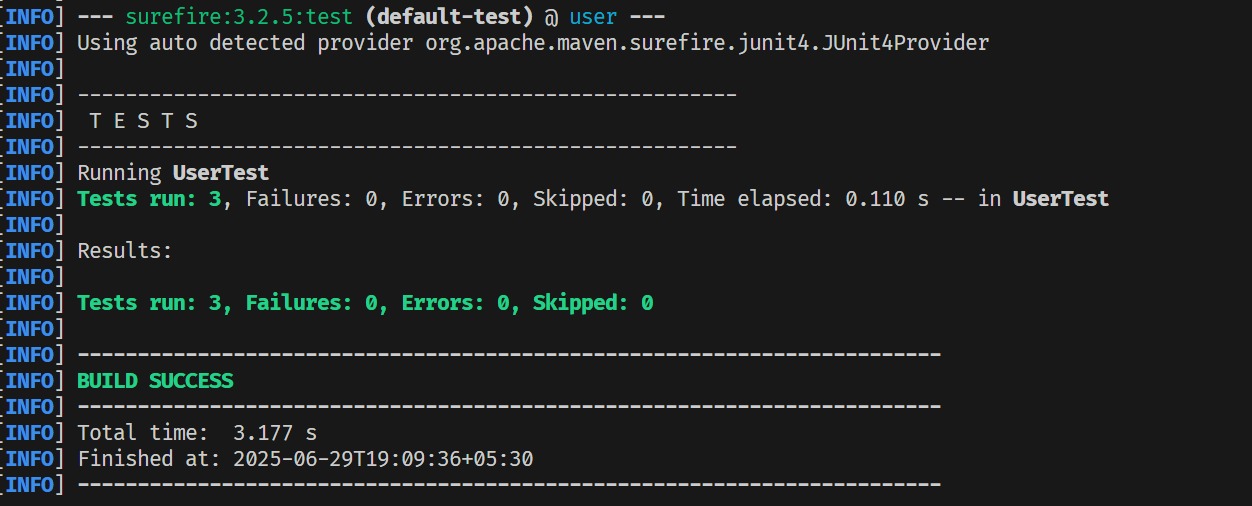 [INFO] --- surefire:3.2.5:test (default-test) @ user ---
[INFO] Using auto detected provider org.apache.maven.surefire.junit4.JUnit4Provider
[INFO]
[INFO] -------------------------------------------------------
[INFO]  T E S T S
[INFO] -------------------------------------------------------
[INFO] Running UserTest
[INFO] Tests run: 3, Failures: 0, Errors: 0, Skipped: 0, Time elapsed: 0.110 s -- in UserTest
[INFO]
[INFO] Results:
[INFO]
[INFO] Tests run: 3, Failures: 0, Errors: 0, Skipped: 0
[INFO]
[INFO] ------------------------------------------------------------------------
[INFO] BUILD SUCCESS
[INFO] ------------------------------------------------------------------------
[INFO] Total time:  3.177 s
[INFO] Finished at: 2025-06-29T19:09:36+05:30
[INFO] ------------------------------------------------------------------------